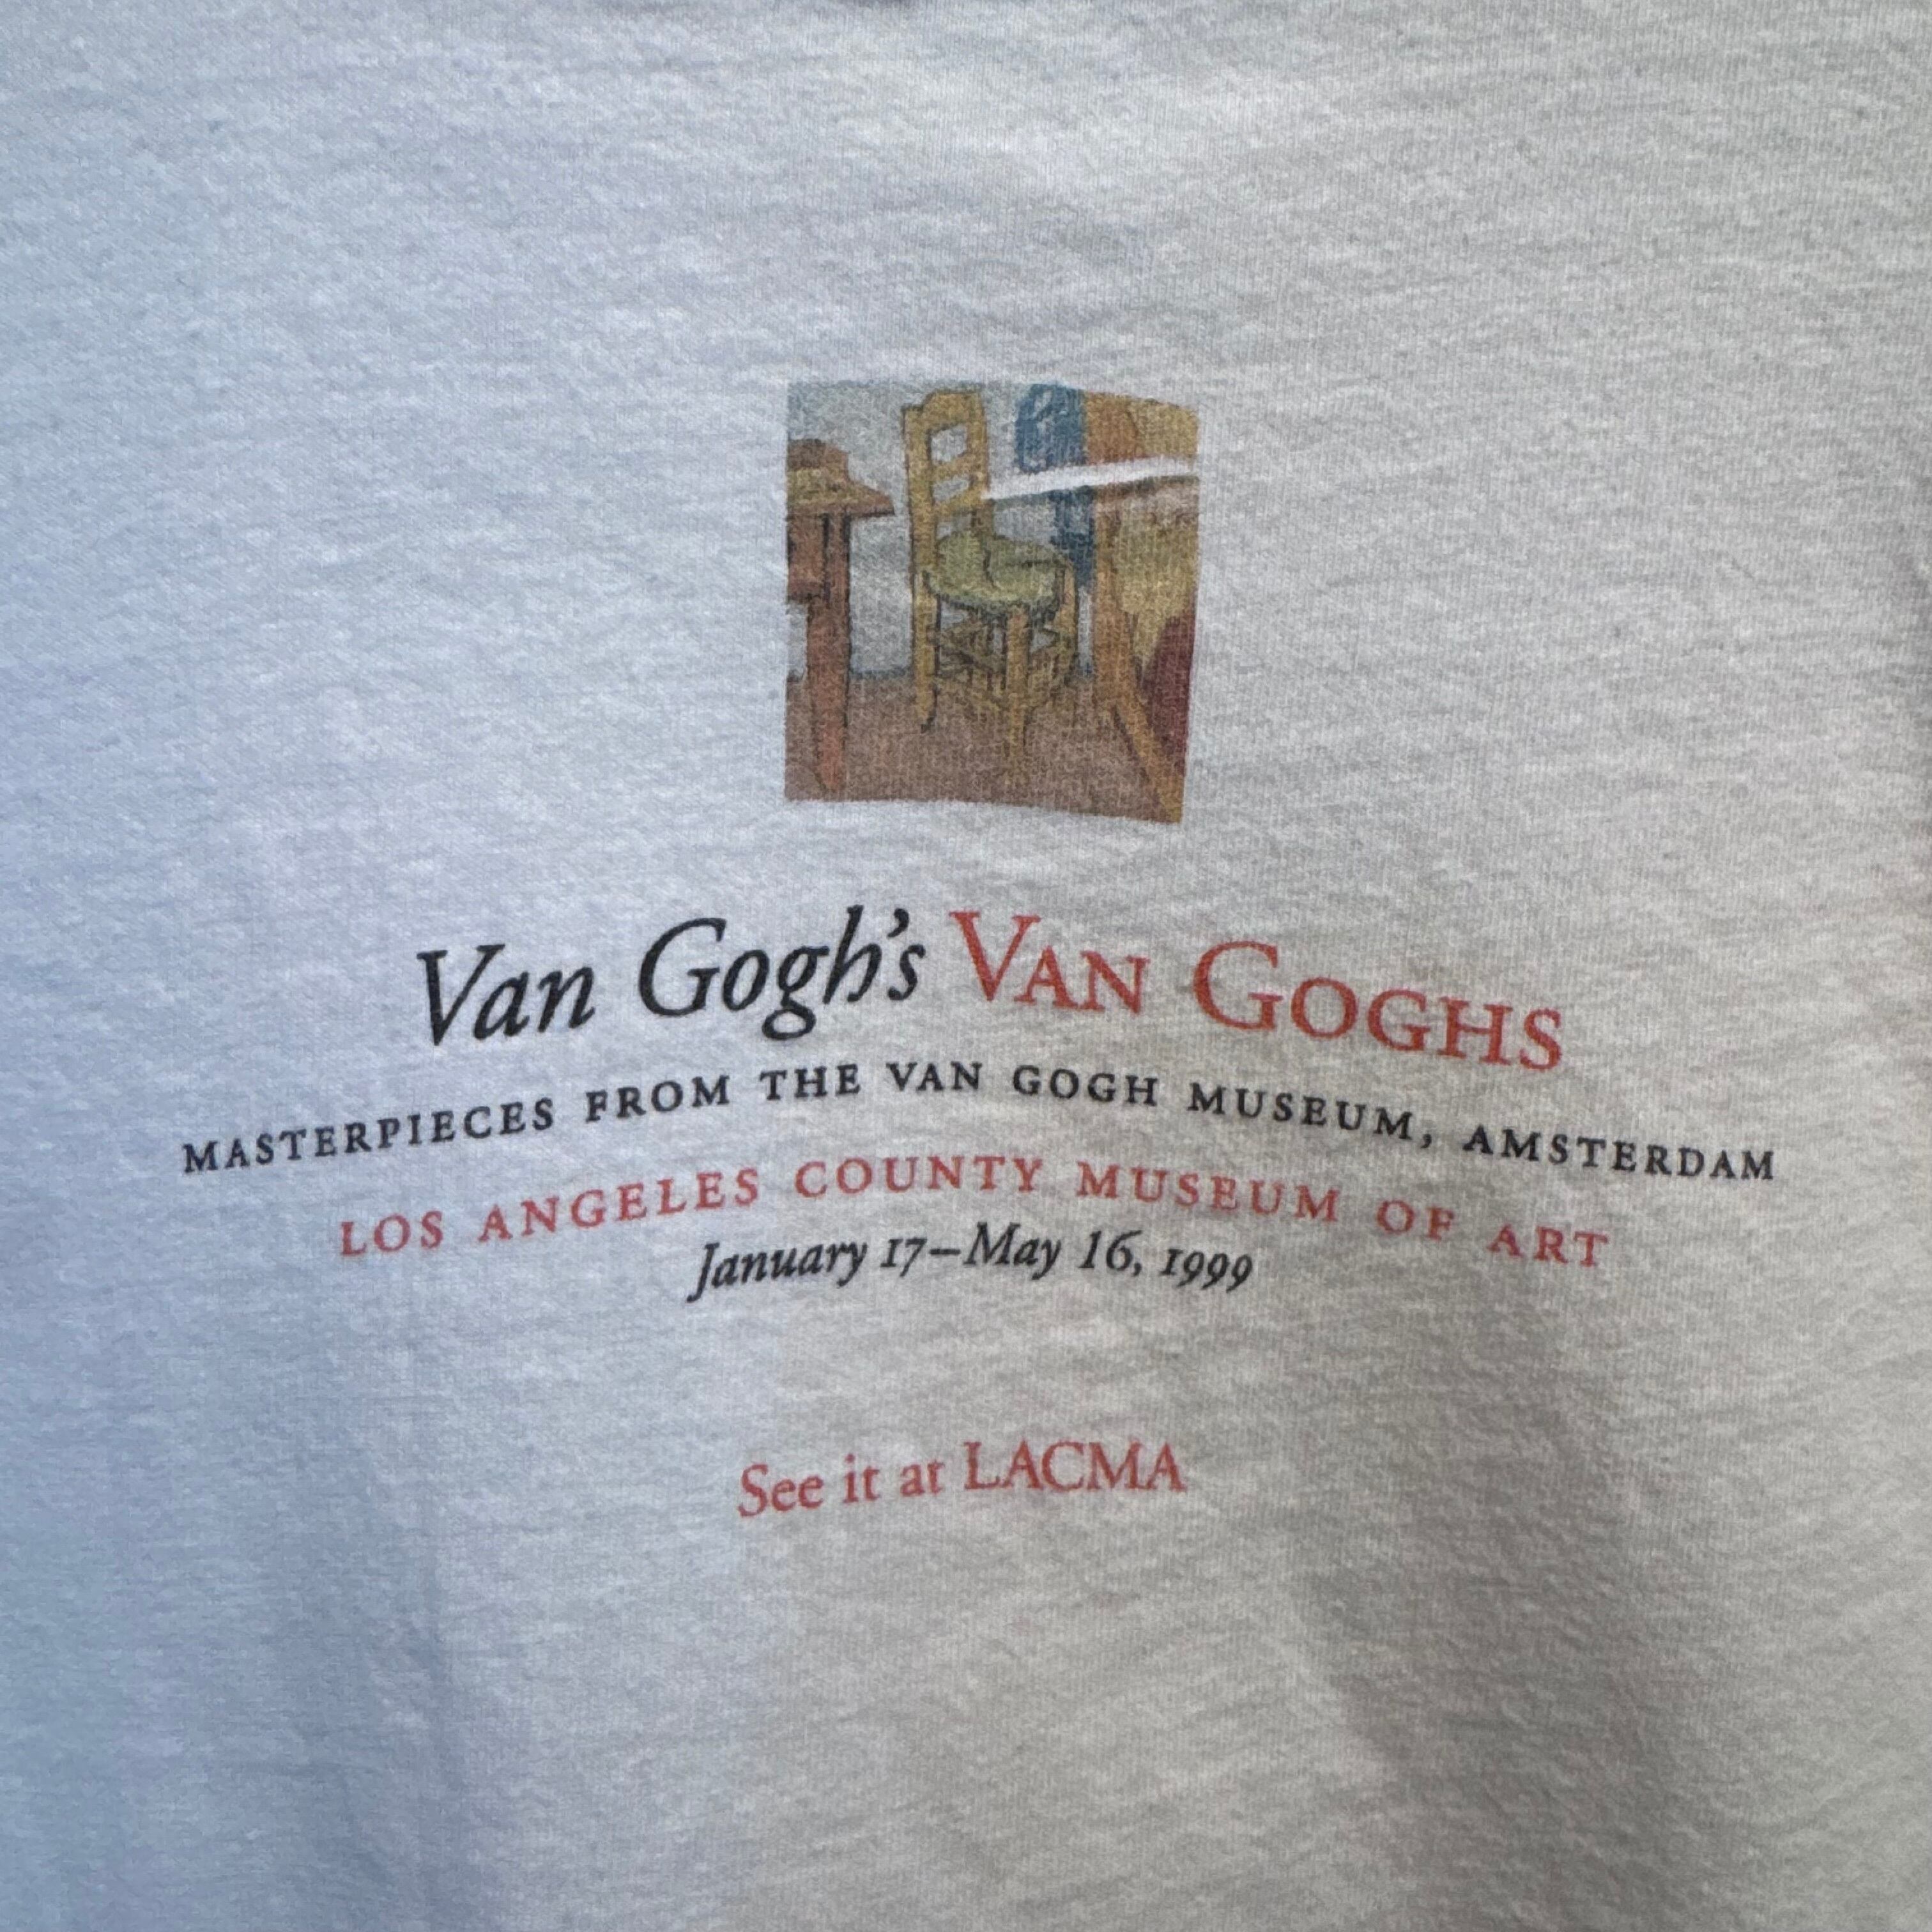 Van Gogh's VAN GOGHS
MASTERPIECES FROM THE VAN GOGH MUSEUM, AMSTERDAM
LOS ANGELES COUNTY MUSEUM OF ART
January 17–May 16, 1999
See it at LACMA